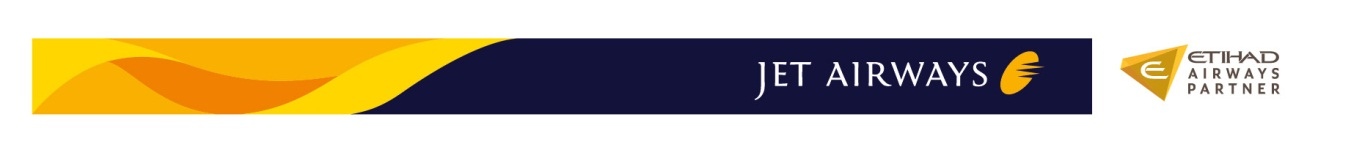 JET AIRWAYS
ETIHAD
AIRWAYS
PARTNER